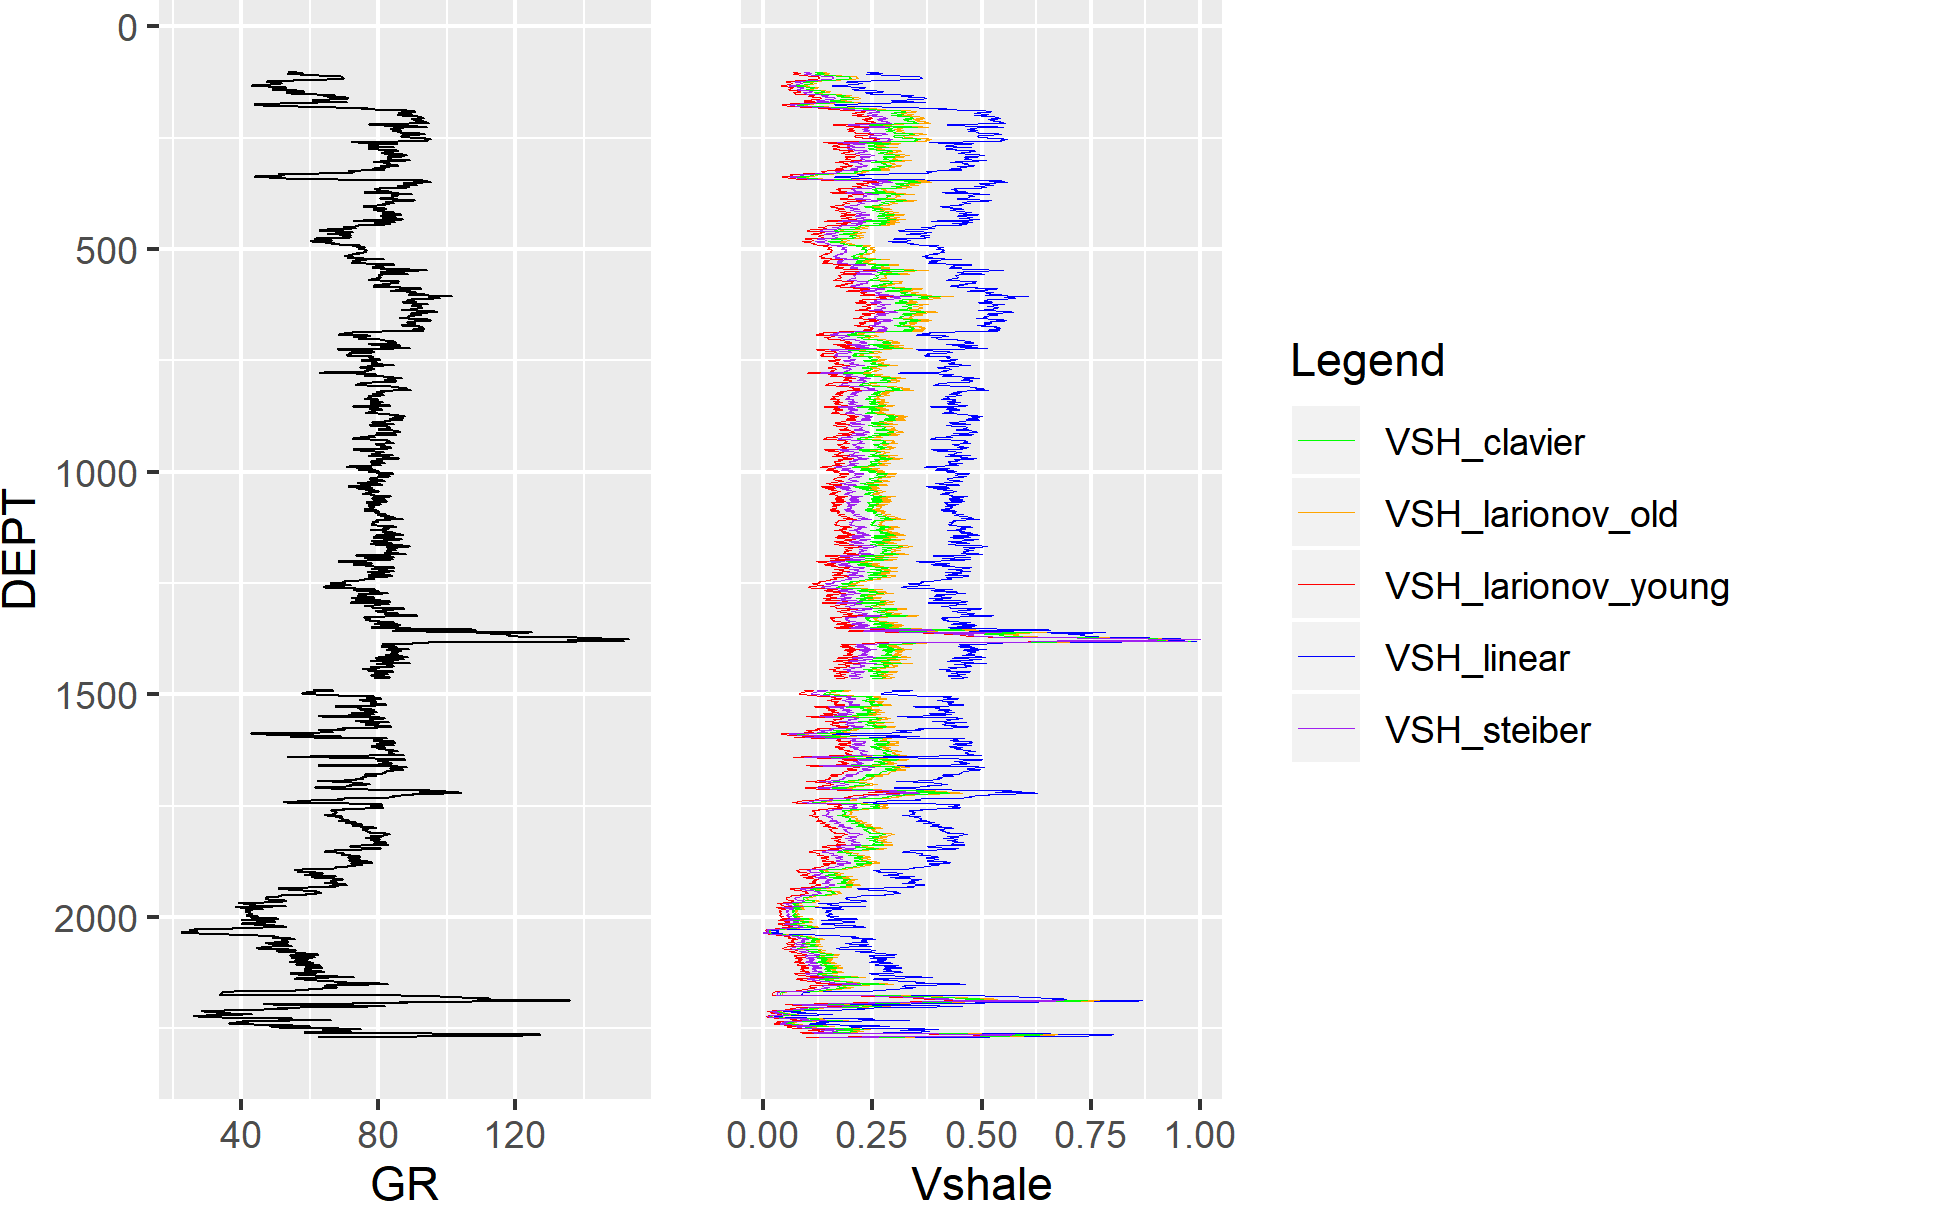 0
500
1000
1500
2000
DEPT
40 80 120
GR
0.00 0.25 0.50 0.75 1.00
Vshale
Legend
VSH_clavier
VSH_larionov_old
VSH_larionov_young
VSH_linear
VSH_steiber